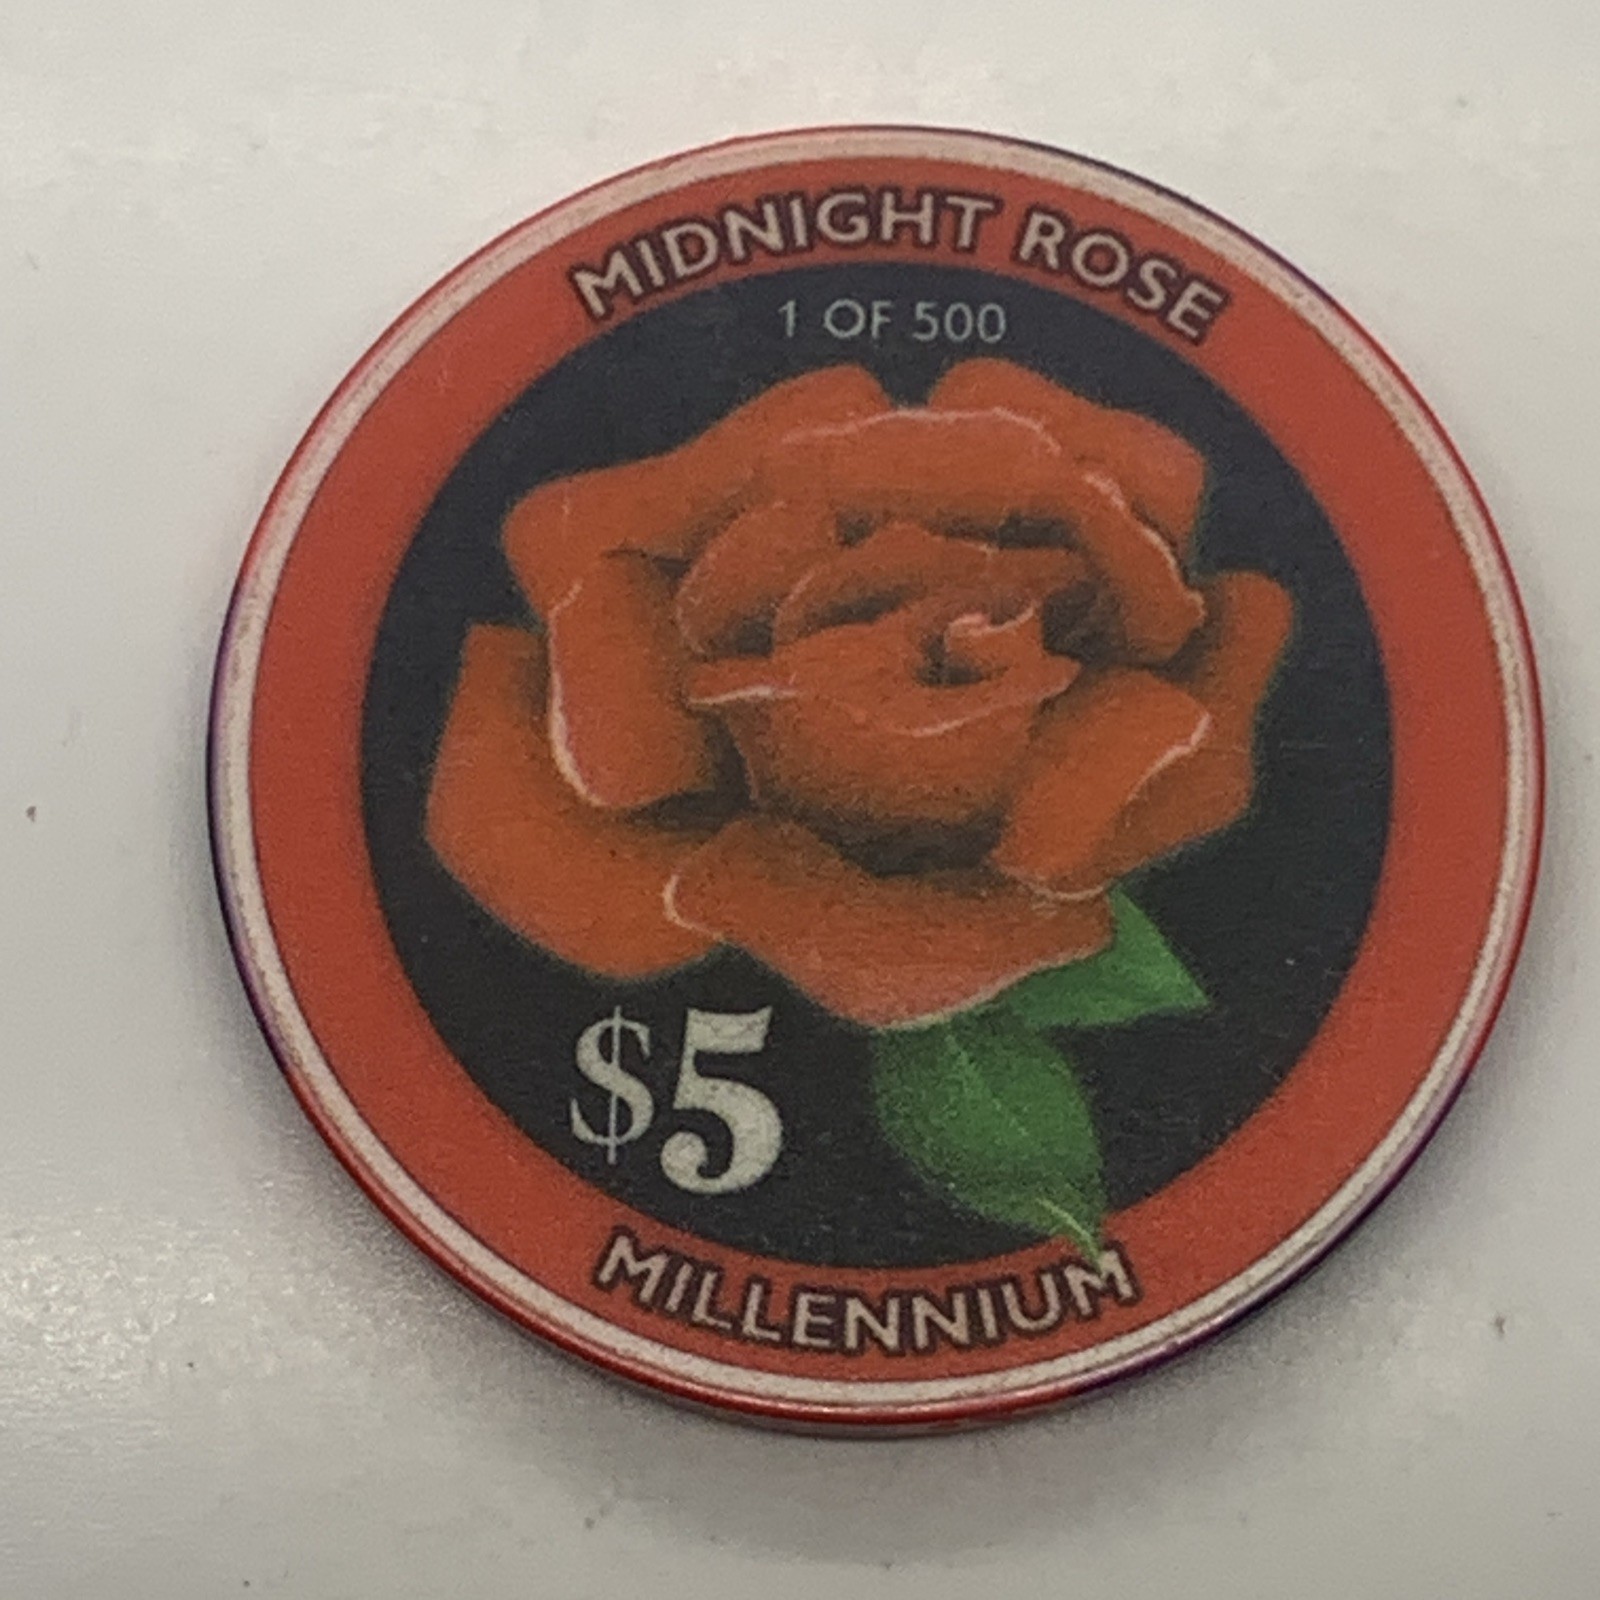 MIDNIGHT ROSE
1 OF 500
$5
MILLENNIUM